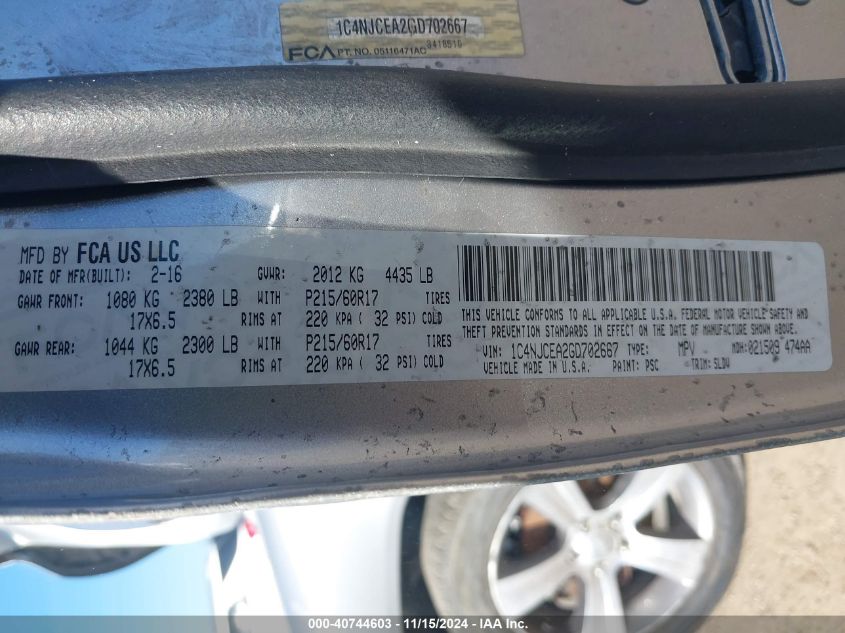 1C4NJCEA2GD702667
3418516
FCA PT. NO. 05116471AC
MFD BY FCA US LLC
DATE OF MFR(BUILT): 2-16 GVWR: 2012 KG 4435 LB
GAWR FRONT: 1080 KG 2380 LB WITH P215/60R17 TIRES
17X6.5 RIMS AT 220 KPA ( 32 PSI) COLD
GAWR REAR: 1044 KG 2300 LB WITH P215/60R17 TIRES
17X6.5 RIMS AT 220 KPA ( 32 PSI) COLD
THIS VEHICLE CONFORMS TO ALL APPLICABLE U.S.A. FEDERAL MOTOR VEHICLE SAFETY AND
THEFT PREVENTION STANDARDS IN EFFECT ON THE DATE OF MANUFACTURE SHOWN ABOVE.
VIN: 1C4NJCEA2GD702667 TYPE: MPV MDH: 021509 474AA
VEHICLE MADE IN U.S.A. PAINT: PSC TRIM: SLDW
000-40744603 - 11/15/2024 - IAA Inc.